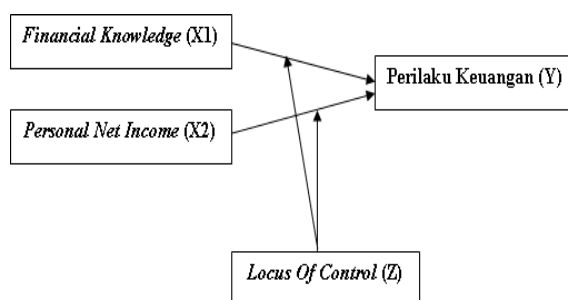 Financial Knowledge (X1)
Perilaku Keuangan (Y)
Personal Net Income (X2)
Locus Of Control (Z)